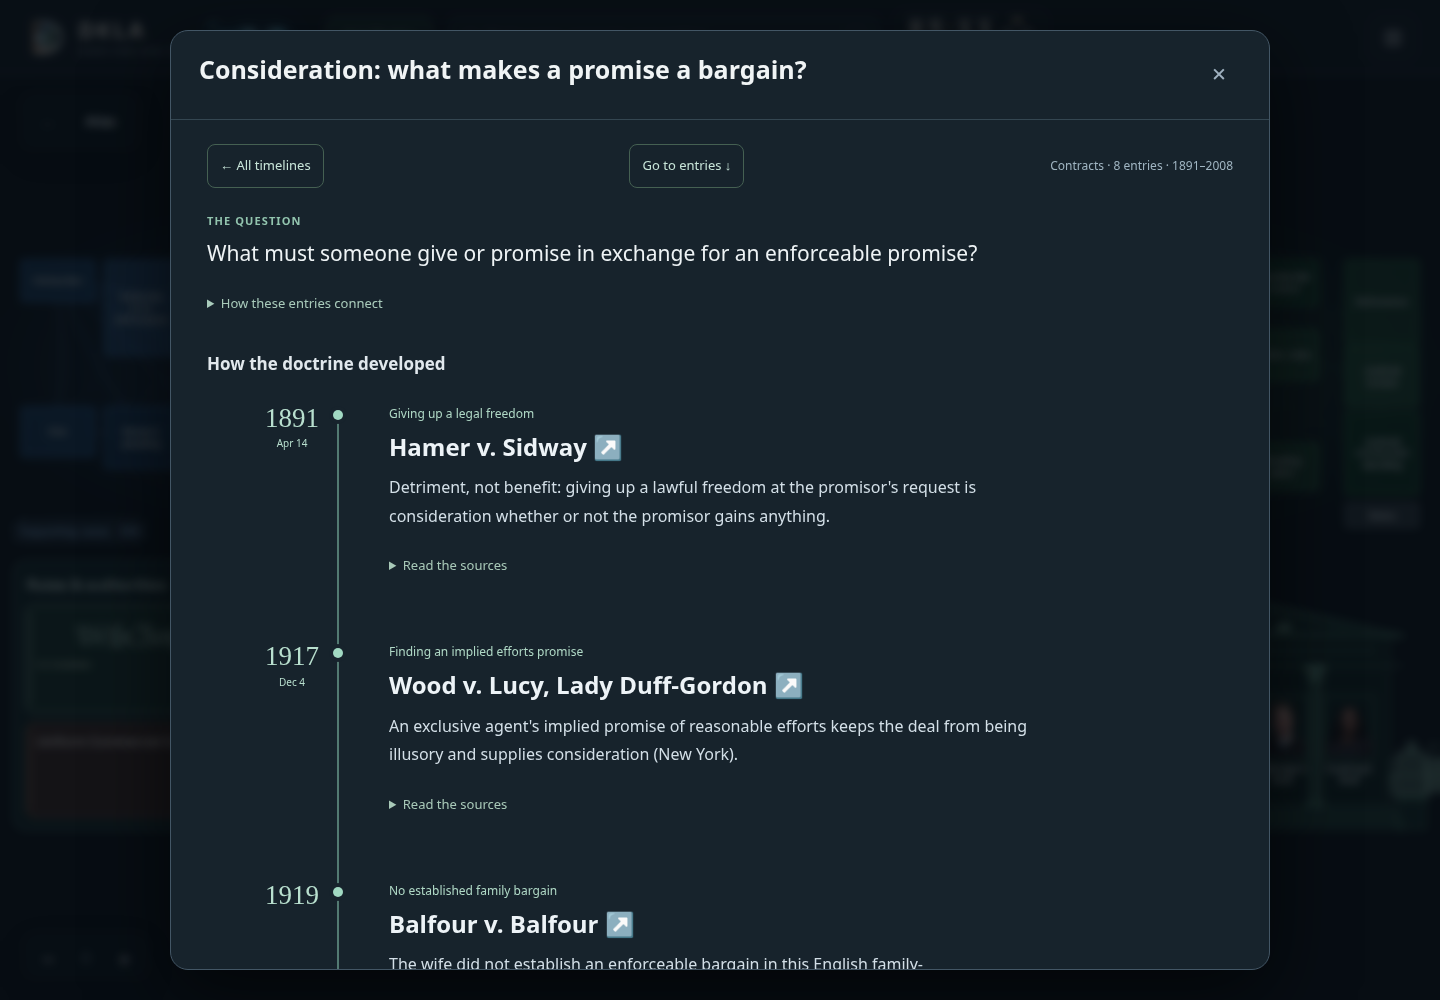 Consideration: what makes a promise a bargain?
×
← All timelines
Go to entries ↓
Contracts · 8 entries · 1891–2008
THE QUESTION
What must someone give or promise in exchange for an enforceable promise?
▶ How these entries connect
How the doctrine developed
1891
Apr 14
Giving up a legal freedom
Hamer v. Sidway ↗
Detriment, not benefit: giving up a lawful freedom at the promisor's request is
consideration whether or not the promisor gains anything.
▶ Read the sources
1917
Dec 4
Finding an implied efforts promise
Wood v. Lucy, Lady Duff-Gordon ↗
An exclusive agent's implied promise of reasonable efforts keeps the deal from being
illusory and supplies consideration (New York).
▶ Read the sources
1919
No established family bargain
Balfour v. Balfour ↗
The wife did not establish an enforceable bargain in this English family-